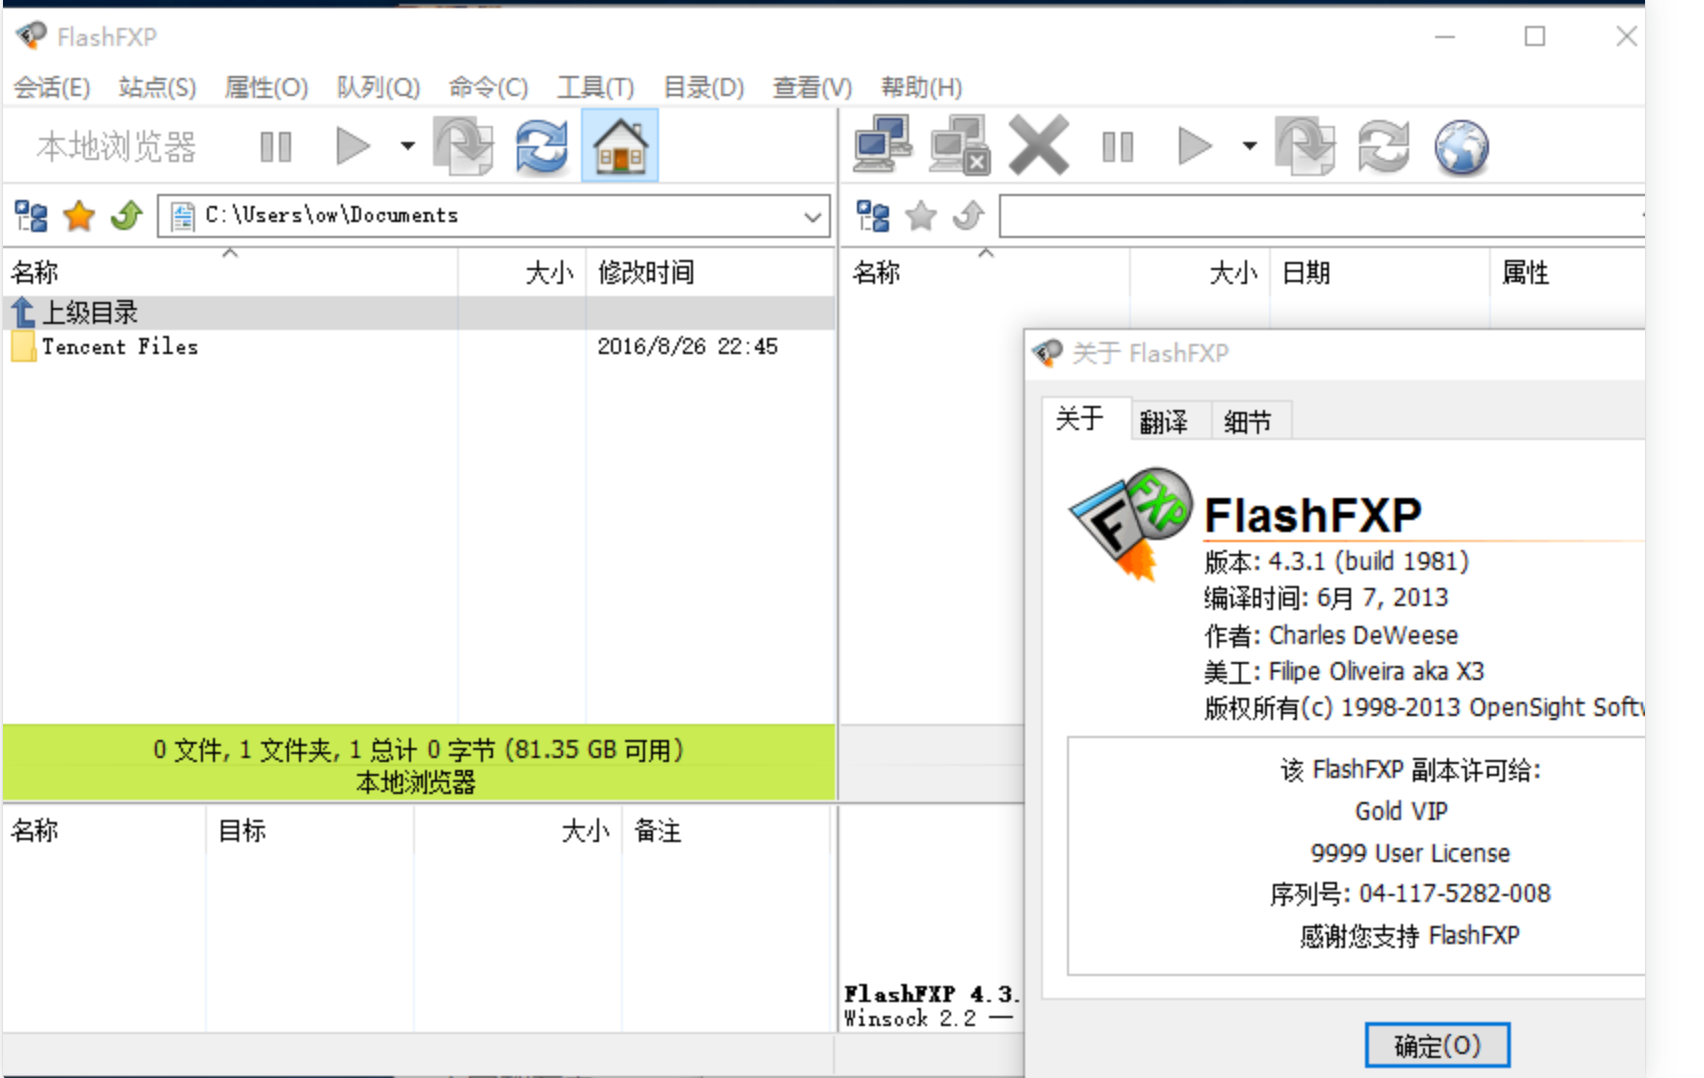 FlashFXP
会话(E) 站点(S) 属性(O) 队列(Q) 命令(C) 工具(T) 目录(D) 查看(V) 帮助(H)
本地浏览器
C:\Users\ow\Documents
名称 大小 修改时间
上级目录
Tencent Files 2016/8/26 22:45
0 文件, 1 文件夹, 1 总计 0 字节 (81.35 GB 可用)
本地浏览器
名称 目标 大小 备注
名称 大小 日期 属性
FlashFXP 4.3.
Winsock 2.2 —
关于 FlashFXP
关于 翻译 细节
F FXP
FlashFXP
版本: 4.3.1 (build 1981)
编译时间: 6月 7, 2013
作者: Charles DeWeese
美工: Filipe Oliveira aka X3
版权所有(c) 1998-2013 OpenSight Softw
该 FlashFXP 副本许可给:
Gold VIP
9999 User License
序列号: 04-117-5282-008
感谢您支持 FlashFXP
确定(O)